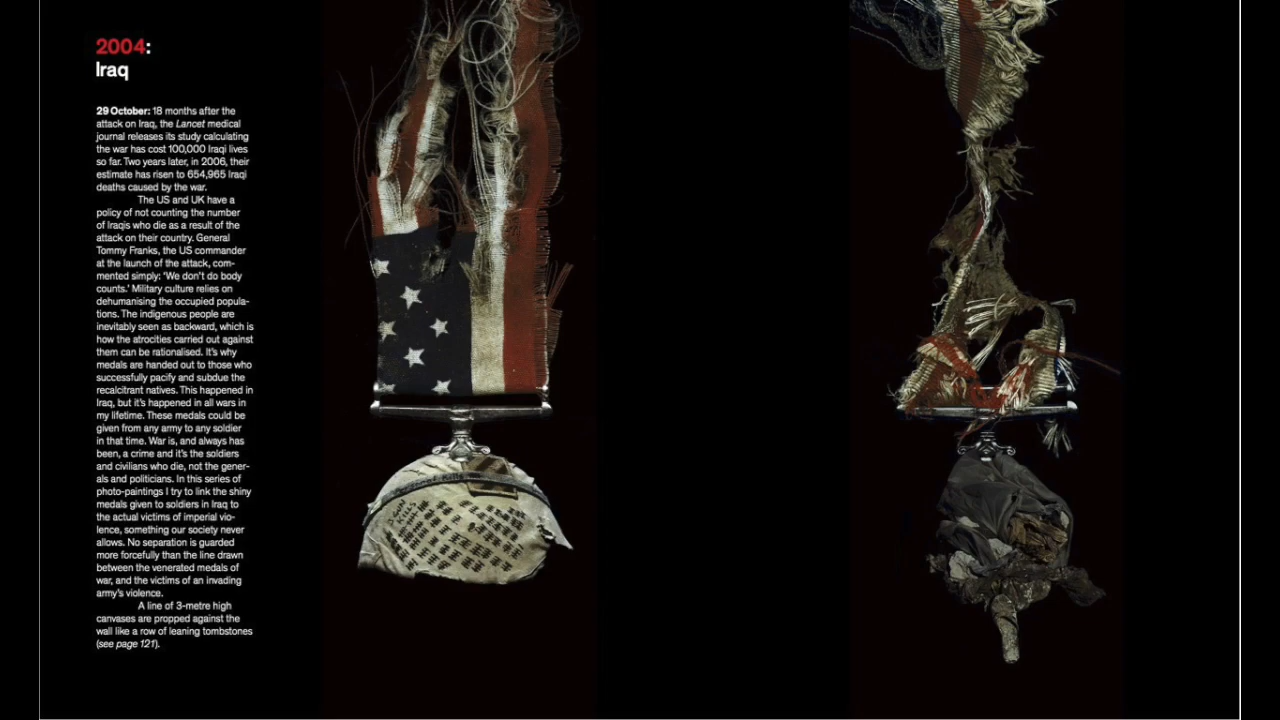 2004:
Iraq
29 October: 18 months after the
attack on Iraq, the Lancet medical
journal releases its study calculating
the war has cost 100,000 Iraqi lives
so far. Two years later, in 2006, their
estimate has risen to 654,965 Iraqi
deaths caused by the war.
The US and UK have a
policy of not counting the number
of Iraqis who die as a result of the
attack on their country. General
Tommy Franks, the US commander
at the launch of the attack, com-
mented simply: 'We don't do body
counts.' Military culture relies on
dehumanising the occupied popula-
tions. The indigenous people are
inevitably seen as backward, which is
how the atrocities carried out against
them can be rationalised. It's why
medals are handed out to those who
successfully pacify and subdue the
recalcitrant natives. This happened in
Iraq, but it's happened in all wars in
my lifetime. These medals could be
given from any army to any soldier
in that time. War is, and always has
been, a crime and it's the soldiers
and civilians who die, not the gener-
als and politicians. In this series of
photo-paintings I try to link the shiny
medals given to soldiers in Iraq to
the actual victims of imperial vio-
lence, something our society never
allows. No separation is guarded
more forcefully than the line drawn
between the venerated medals of
war, and the victims of an invading
army's violence.
A line of 3-metre high
canvases are propped against the
wall like a row of leaning tombstones
(see page 121).
KILLS